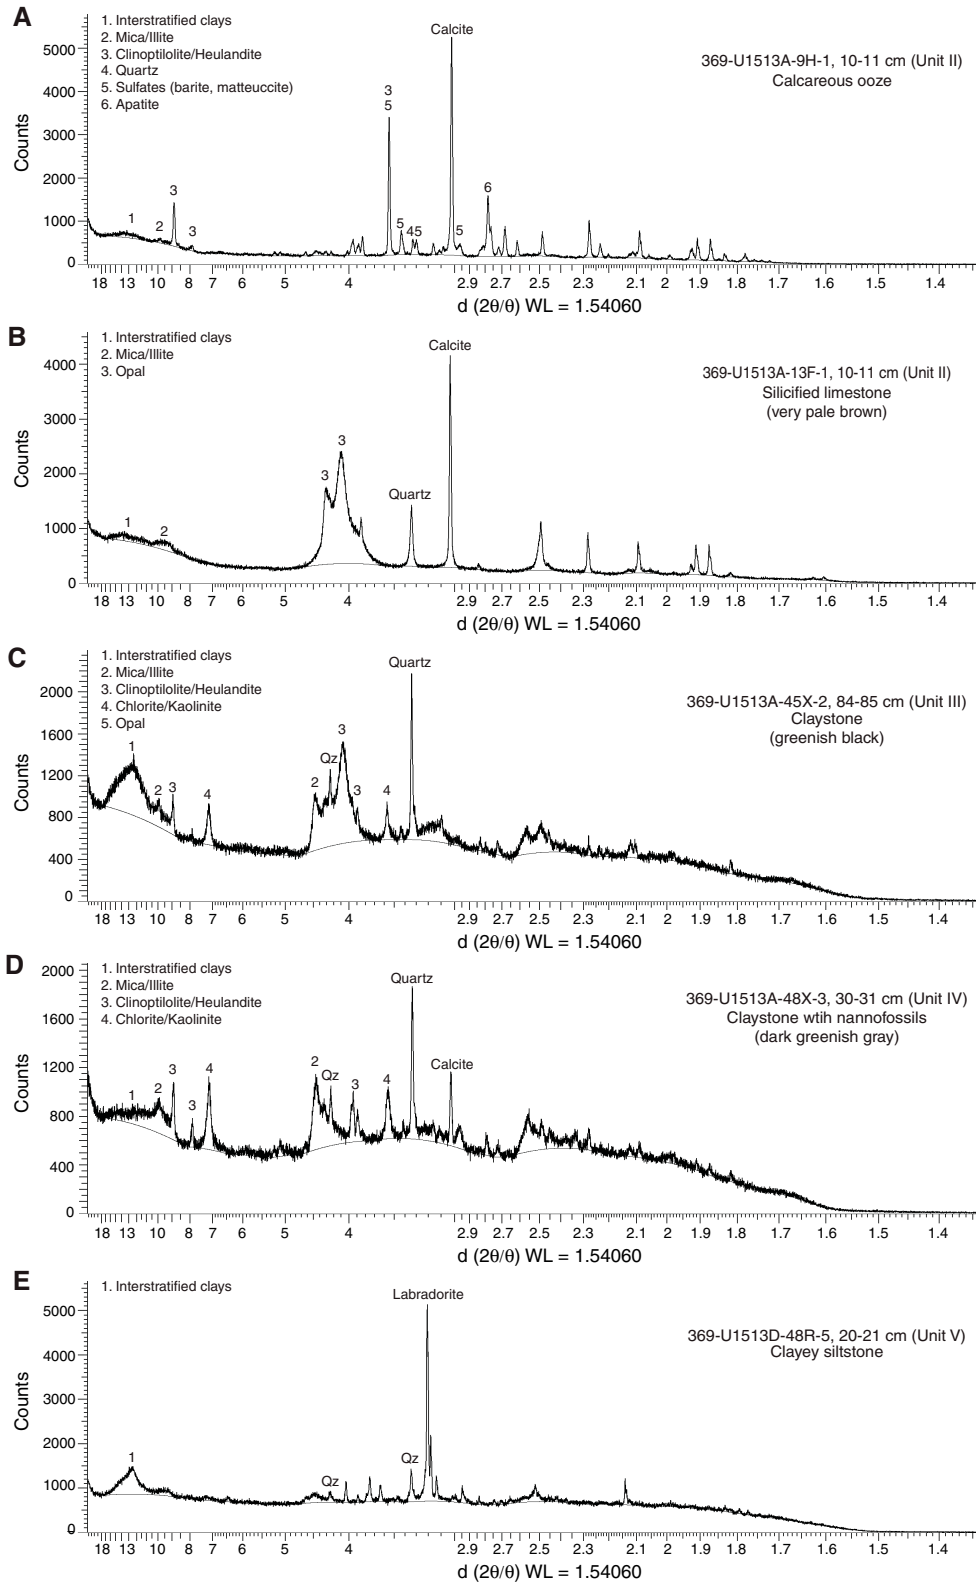 A
1. Interstratified clays
2. Mica/Illite
3. Clinoptilolite/Heulandite
4. Quartz
5. Sulfates (barite, matteuccite)
6. Apatite
369-U1513A-9H-1, 10-11 cm (Unit II)
Calcareous ooze
Calcite
3
5
3
1
2
3
5
45
5
6
Counts
5000
4000
3000
2000
1000
0
18 13 10 8 7 6 5 4 2.9 2.7 2.5 2.3 2.1 2 1.9 1.8 1.7 1.6 1.5 1.4
d (2θ/θ) WL = 1.54060
B
1. Interstratified clays
2. Mica/Illite
3. Opal
369-U1513A-13F-1, 10-11 cm (Unit II)
Silicified limestone
(very pale brown)
Calcite
3
3
Quartz
1
2
Counts
4000
3000
2000
1000
0
18 13 10 8 7 6 5 4 2.9 2.7 2.5 2.3 2.1 2 1.9 1.8 1.7 1.6 1.5 1.4
d (2θ/θ) WL = 1.54060
C
1. Interstratified clays
2. Mica/Illite
3. Clinoptilolite/Heulandite
4. Chlorite/Kaolinite
5. Opal
369-U1513A-45X-2, 84-85 cm (Unit III)
Claystone
(greenish black)
Quartz
1
2
3
4
2
Qz
3
3
4
Counts
2000
1600
1200
800
400
0
18 13 10 8 7 6 5 4 2.9 2.7 2.5 2.3 2.1 2 1.9 1.8 1.7 1.6 1.5 1.4
d (2θ/θ) WL = 1.54060
D
1. Interstratified clays
2. Mica/Illite
3. Clinoptilolite/Heulandite
4. Chlorite/Kaolinite
369-U1513A-48X-3, 30-31 cm (Unit IV)
Claystone wtih nannofossils
(dark greenish gray)
Quartz
Calcite
1
2
3
3
4
2
Qz
3
4
Counts
2000
1600
1200
800
400
0
18 13 10 8 7 6 5 4 2.9 2.7 2.5 2.3 2.1 2 1.9 1.8 1.7 1.6 1.5 1.4
d (2θ/θ) WL = 1.54060
E
1. Interstratified clays
369-U1513D-48R-5, 20-21 cm (Unit V)
Clayey siltstone
Labradorite
1
Qz
Qz
Counts
5000
4000
3000
2000
1000
0
18 13 10 8 7 6 5 4 2.9 2.7 2.5 2.3 2.1 2 1.9 1.8 1.7 1.6 1.5 1.4
d (2θ/θ) WL = 1.54060